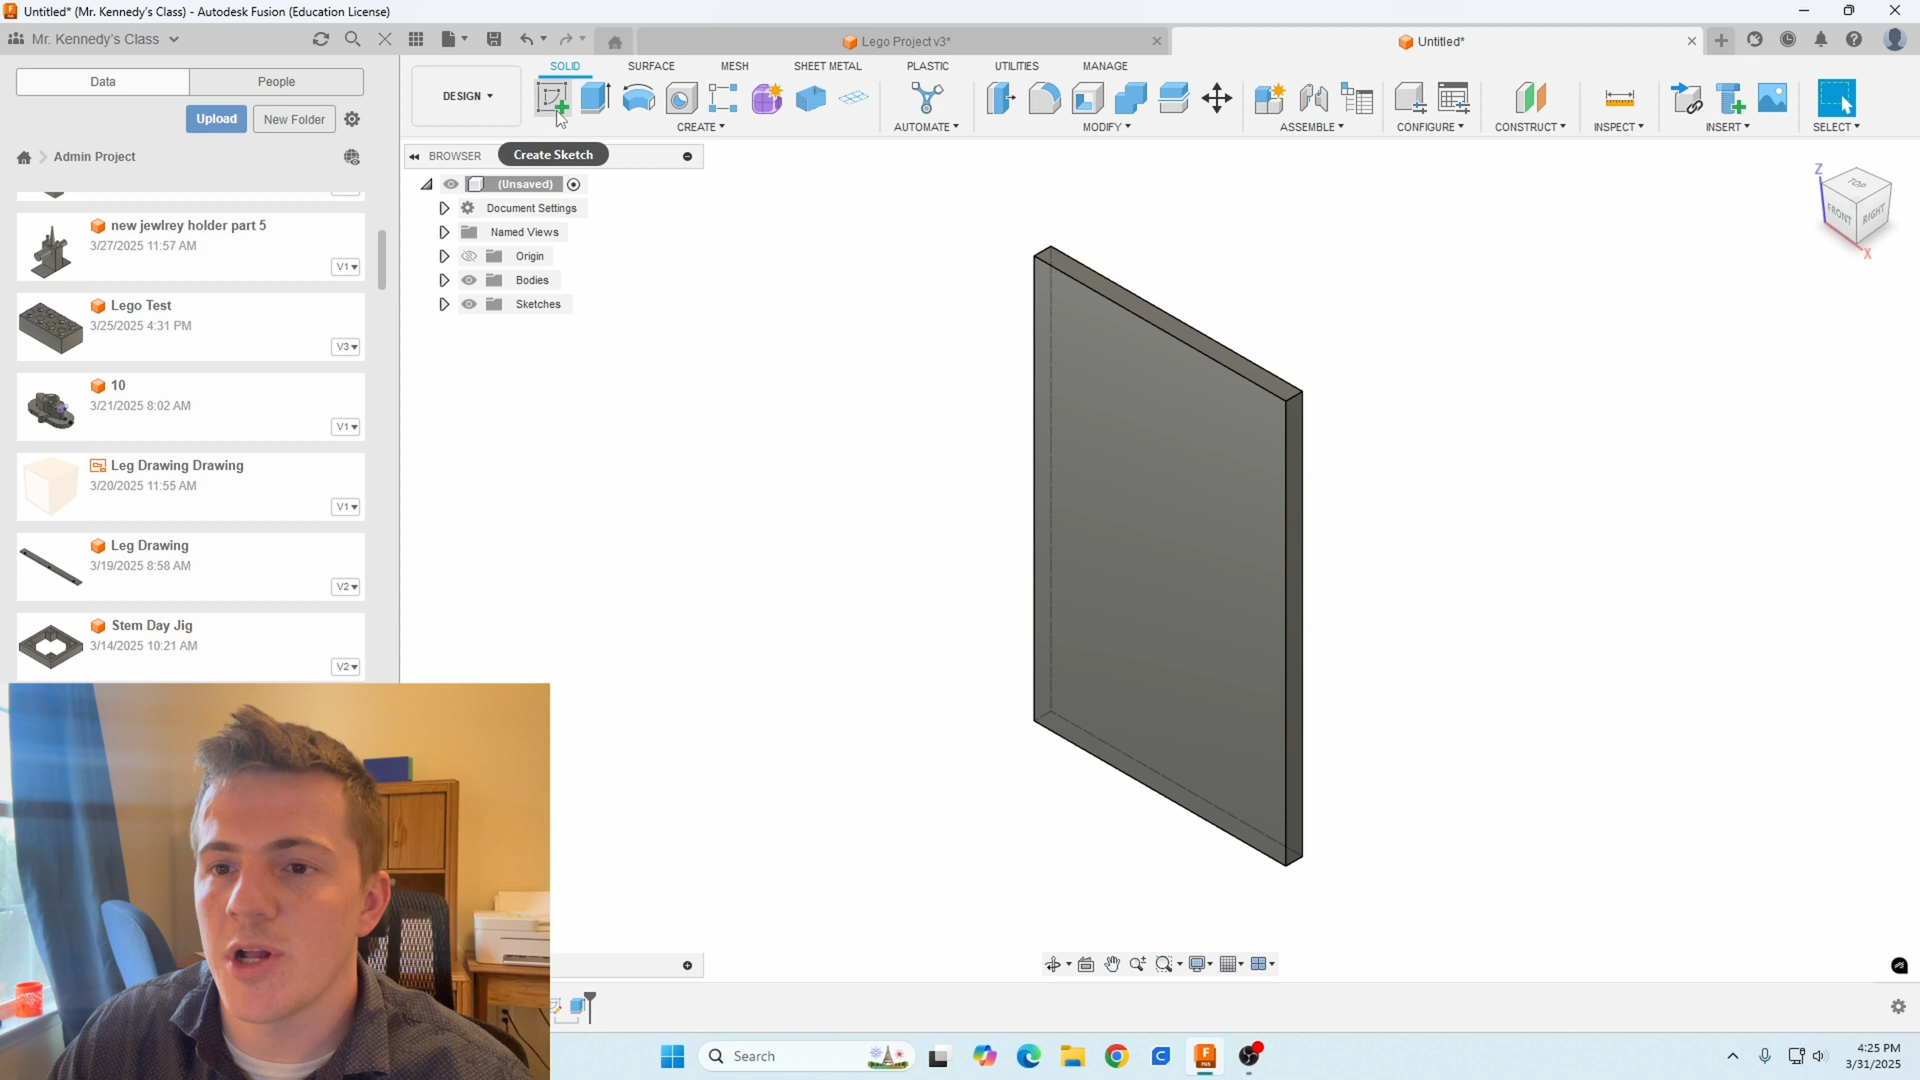 Untitled* (Mr. Kennedy's Class) - Autodesk Fusion (Education License)
Mr. Kennedy's Class
Lego Project v3*
Untitled*
Data
People
Upload
New Folder
Admin Project
new jewlrey holder part 5
3/27/2025 11:57 AM
V1
Lego Test
3/25/2025 4:31 PM
V3
10
3/21/2025 8:02 AM
V1
Leg Drawing Drawing
3/20/2025 11:55 AM
V1
Leg Drawing
3/19/2025 8:58 AM
V2
Stem Day Jig
3/14/2025 10:21 AM
V2
DESIGN
SOLID
SURFACE
MESH
SHEET METAL
PLASTIC
UTILITIES
MANAGE
CREATE
AUTOMATE
MODIFY
ASSEMBLE
CONFIGURE
CONSTRUCT
INSPECT
INSERT
SELECT
BROWSER
Create Sketch
(Unsaved)
Document Settings
Named Views
Origin
Bodies
Sketches
Z
TOP
FRONT
RIGHT
X
Search
4:25 PM
3/31/2025